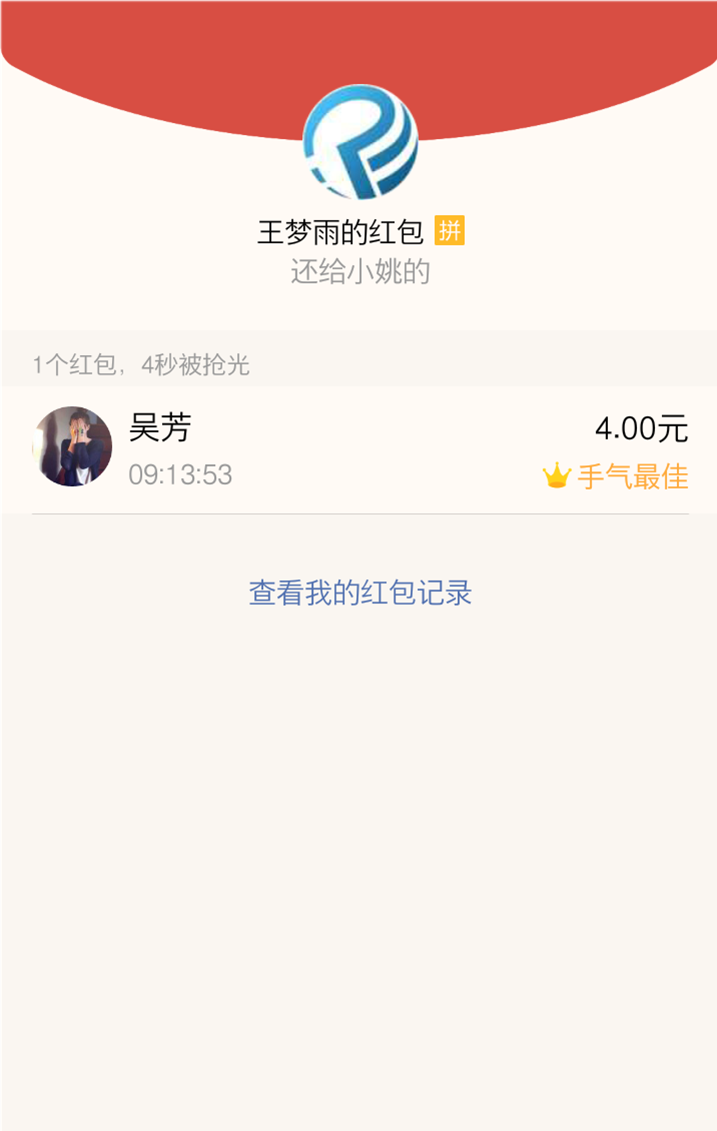 王梦雨的红包 拼
还给小姚的
1个红包，4秒被抢光
吴芳 4.00元
09:13:53 手气最佳
查看我的红包记录